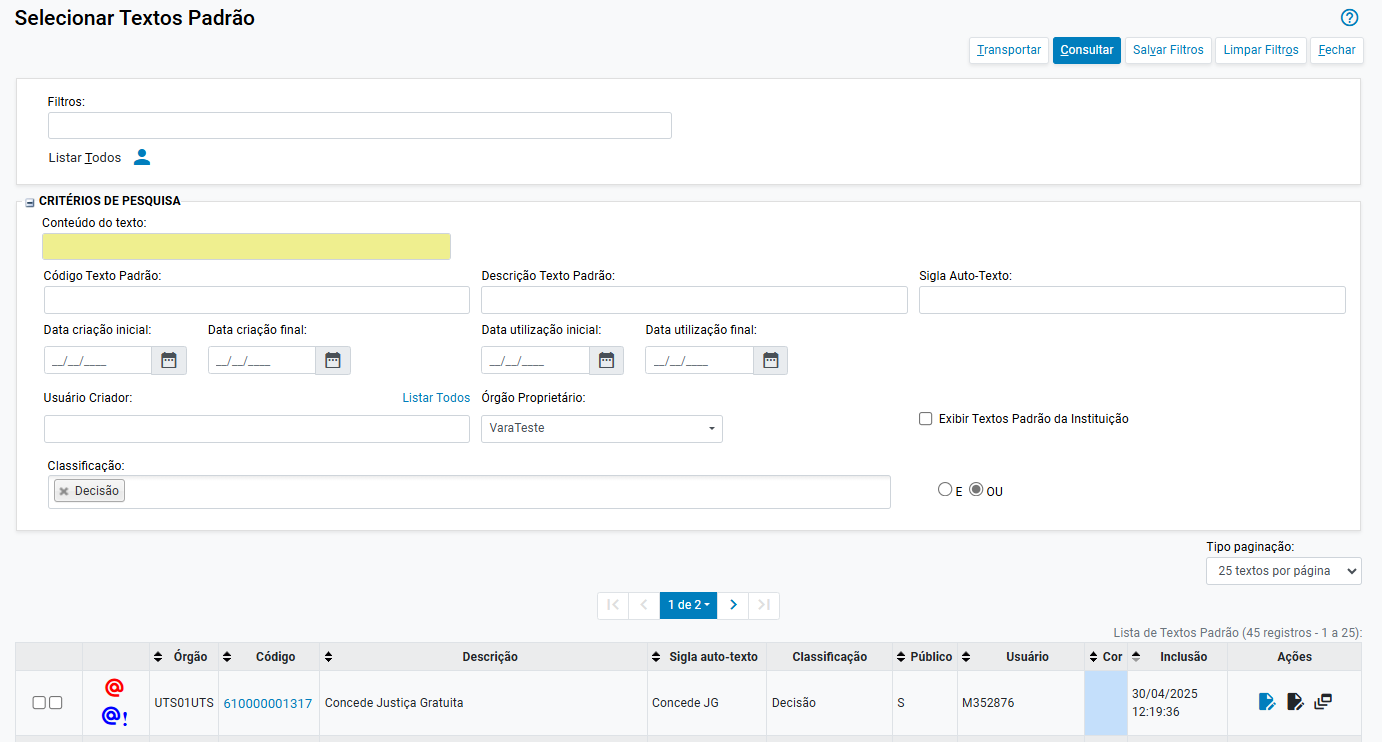 Selecionar Textos Padrão
Transportar Consultar Salvar Filtros Limpar Filtros Fechar
Filtros:
Listar Todos
CRITÉRIOS DE PESQUISA
Conteúdo do texto:
Código Texto Padrão: Descrição Texto Padrão: Sigla Auto-Texto:
Data criação inicial: Data criação final: Data utilização inicial: Data utilização final:
__/__/____ __/__/____ __/__/____ __/__/____
Usuário Criador: Listar Todos Órgão Proprietário:
Exibir Textos Padrão da Instituição
VaraTeste
Classificação:
Decisão
E OU
Tipo paginação:
25 textos por página
1 de 2
Lista de Textos Padrão (45 registros - 1 a 25):
Órgão Código Descrição Sigla auto-texto Classificação Público Usuário Cor Inclusão Ações
@
@!
UTS01UTS 610000001317 Concede Justiça Gratuita Concede JG Decisão S M352876 30/04/2025
12:19:36